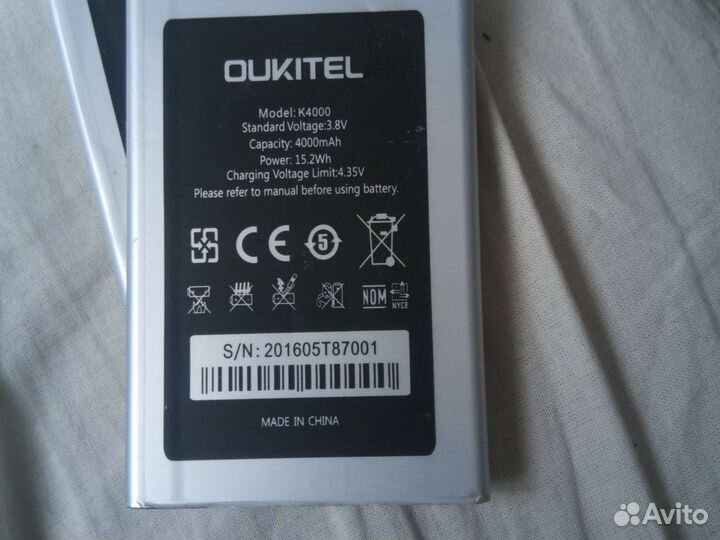 OUKITEL
Model: K4000
Standard Voltage:3.8V
Capacity: 4000mAh
Power: 15.2Wh
Charging Voltage Limit:4.35V
Please refer to manual before using battery.
CE 5
NOM NYCE
S/N: 201605T87001
MADE IN CHINA
Avito